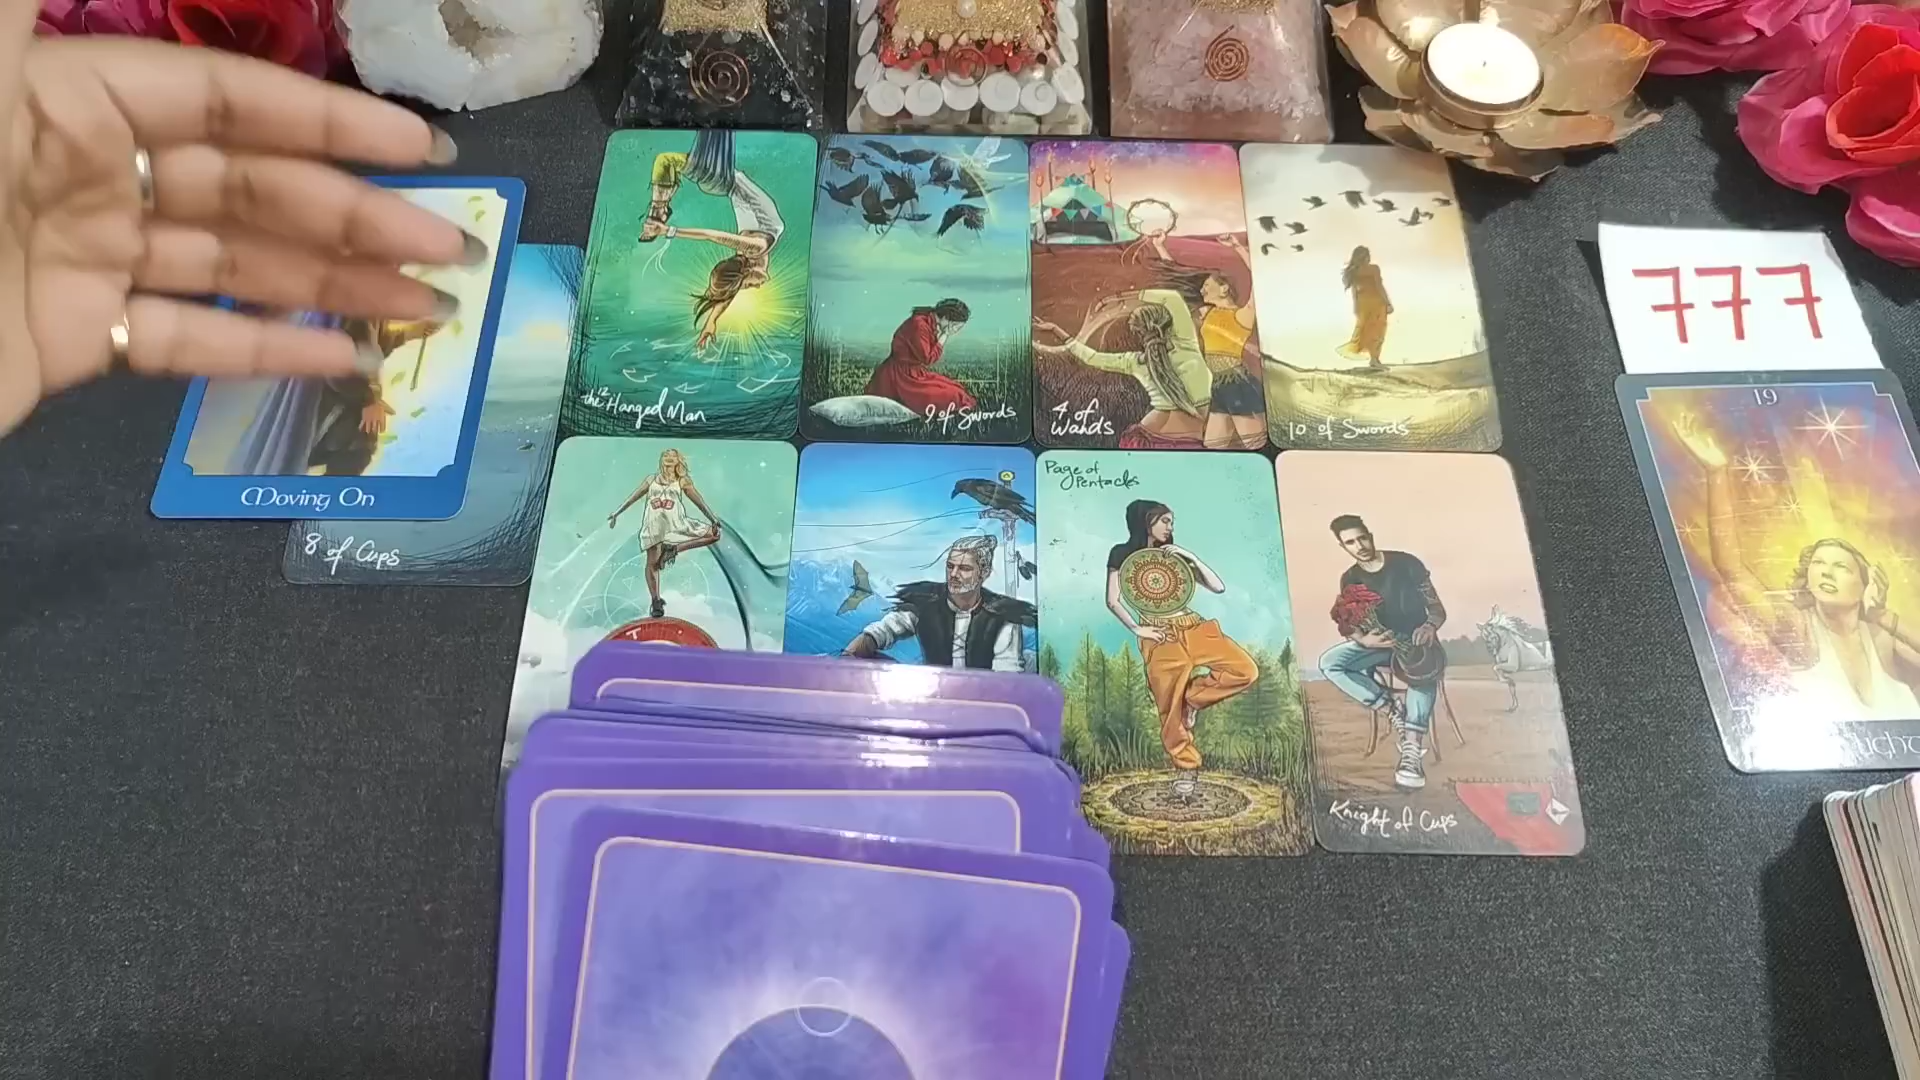 the Hanged Man
12
9 of Swords
4 of
Wands
10 of Swords
777
19
Moving On
8 of Cups
Page of
Pentacles
Knight of Cups